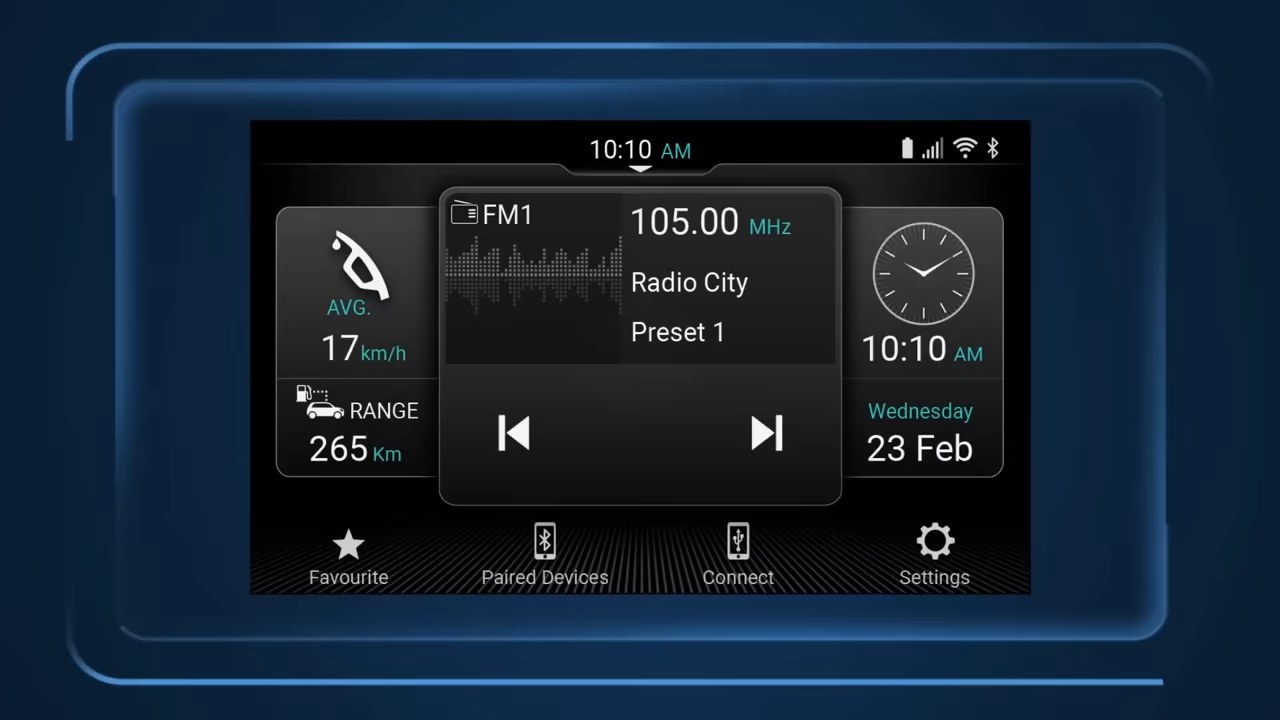 10:10 AM
FM1
105.00 MHz
Radio City
Preset 1
AVG.
17 km/h
RANGE
265 Km
10:10 AM
Wednesday
23 Feb
Favourite
Paired Devices
Connect
Settings